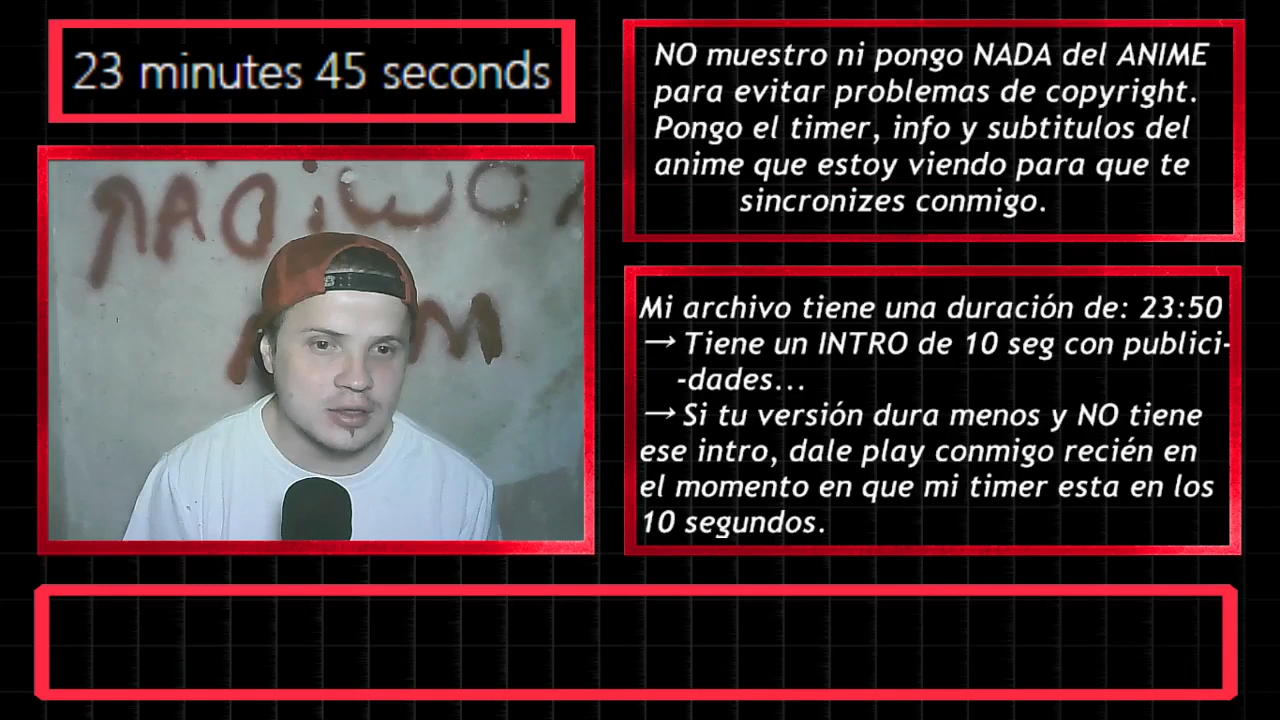 23 minutes 45 seconds
NO muestro ni pongo NADA del ANIME
para evitar problemas de copyright.
Pongo el timer, info y subtitulos del
anime que estoy viendo para que te
sincronizes conmigo.
Mi archivo tiene una duración de: 23:50
→ Tiene un INTRO de 10 seg con publici-
-dades...
→ Si tu versión dura menos y NO tiene
ese intro, dale play conmigo recién en
el momento en que mi timer esta en los
10 segundos.